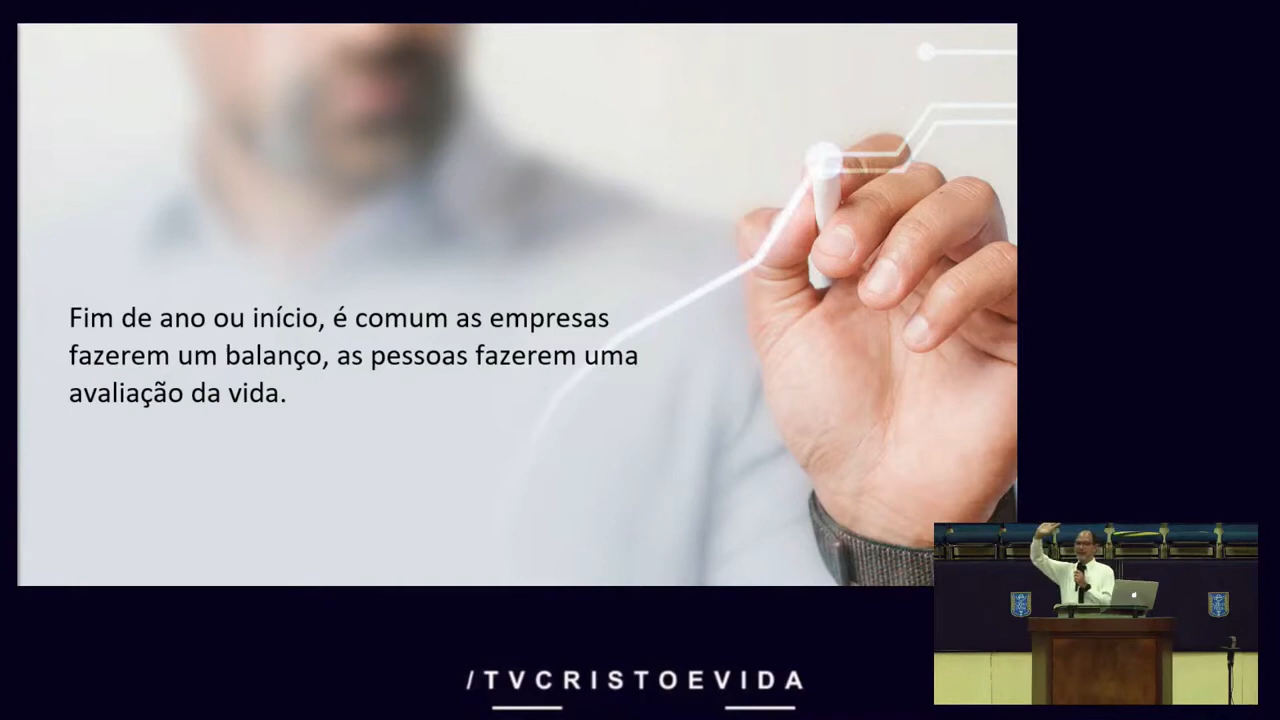 Fim de ano ou início, é comum as empresas
fazerem um balanço, as pessoas fazerem uma
avaliação da vida.
/TVCRISTOEVIDA